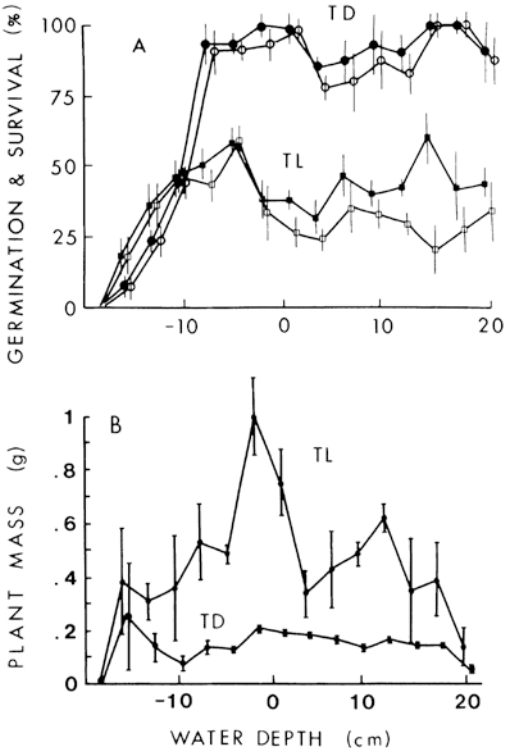 GERMINATION & SURVIVAL (%)
A
TD
TL
100
75
50
25
0
-10 0 10 20
PLANT MASS (g)
B
TL
TD
1
.8
.6
.4
.2
0
-10 0 10 20
WATER DEPTH (cm)